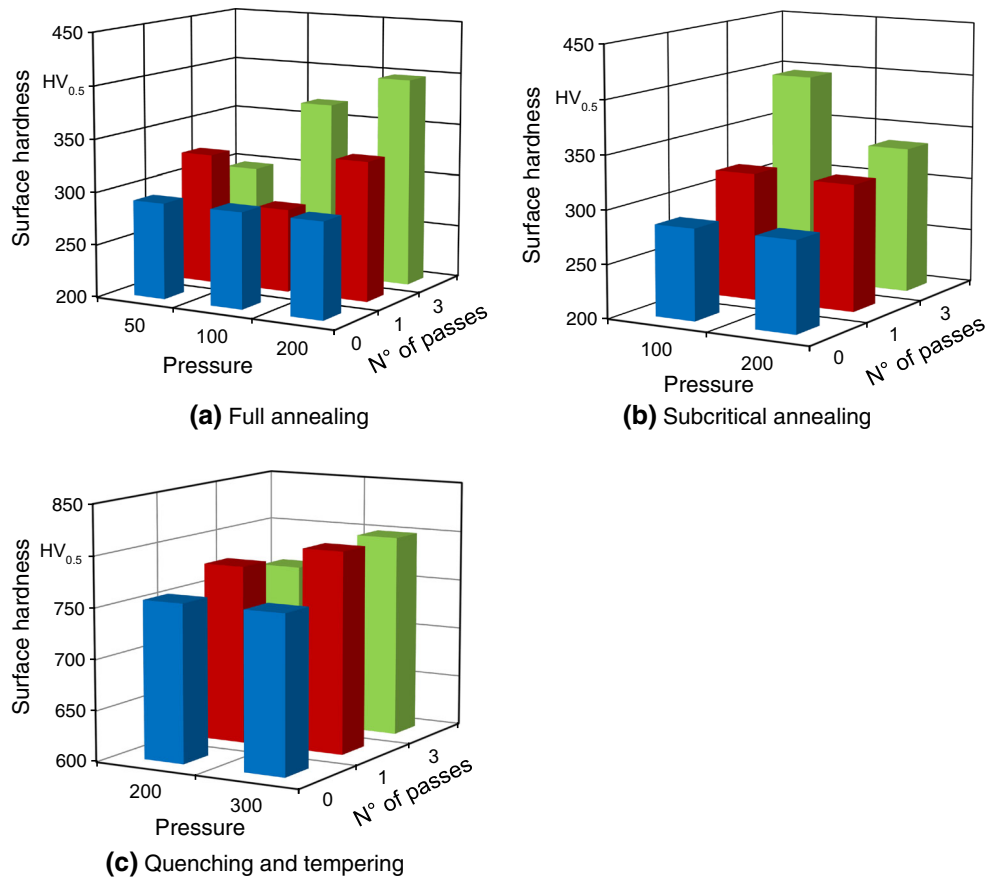 450
HV0.5
350
300
250
200
Surface hardness
50
100
200
Pressure
0
1
3
N° of passes
(a) Full annealing
450
HV0.5
350
300
250
200
Surface hardness
100
200
Pressure
0
1
3
N° of passes
(b) Subcritical annealing
850
HV0.5
750
700
650
600
Surface hardness
200
300
Pressure
0
1
3
N° of passes
(c) Quenching and tempering